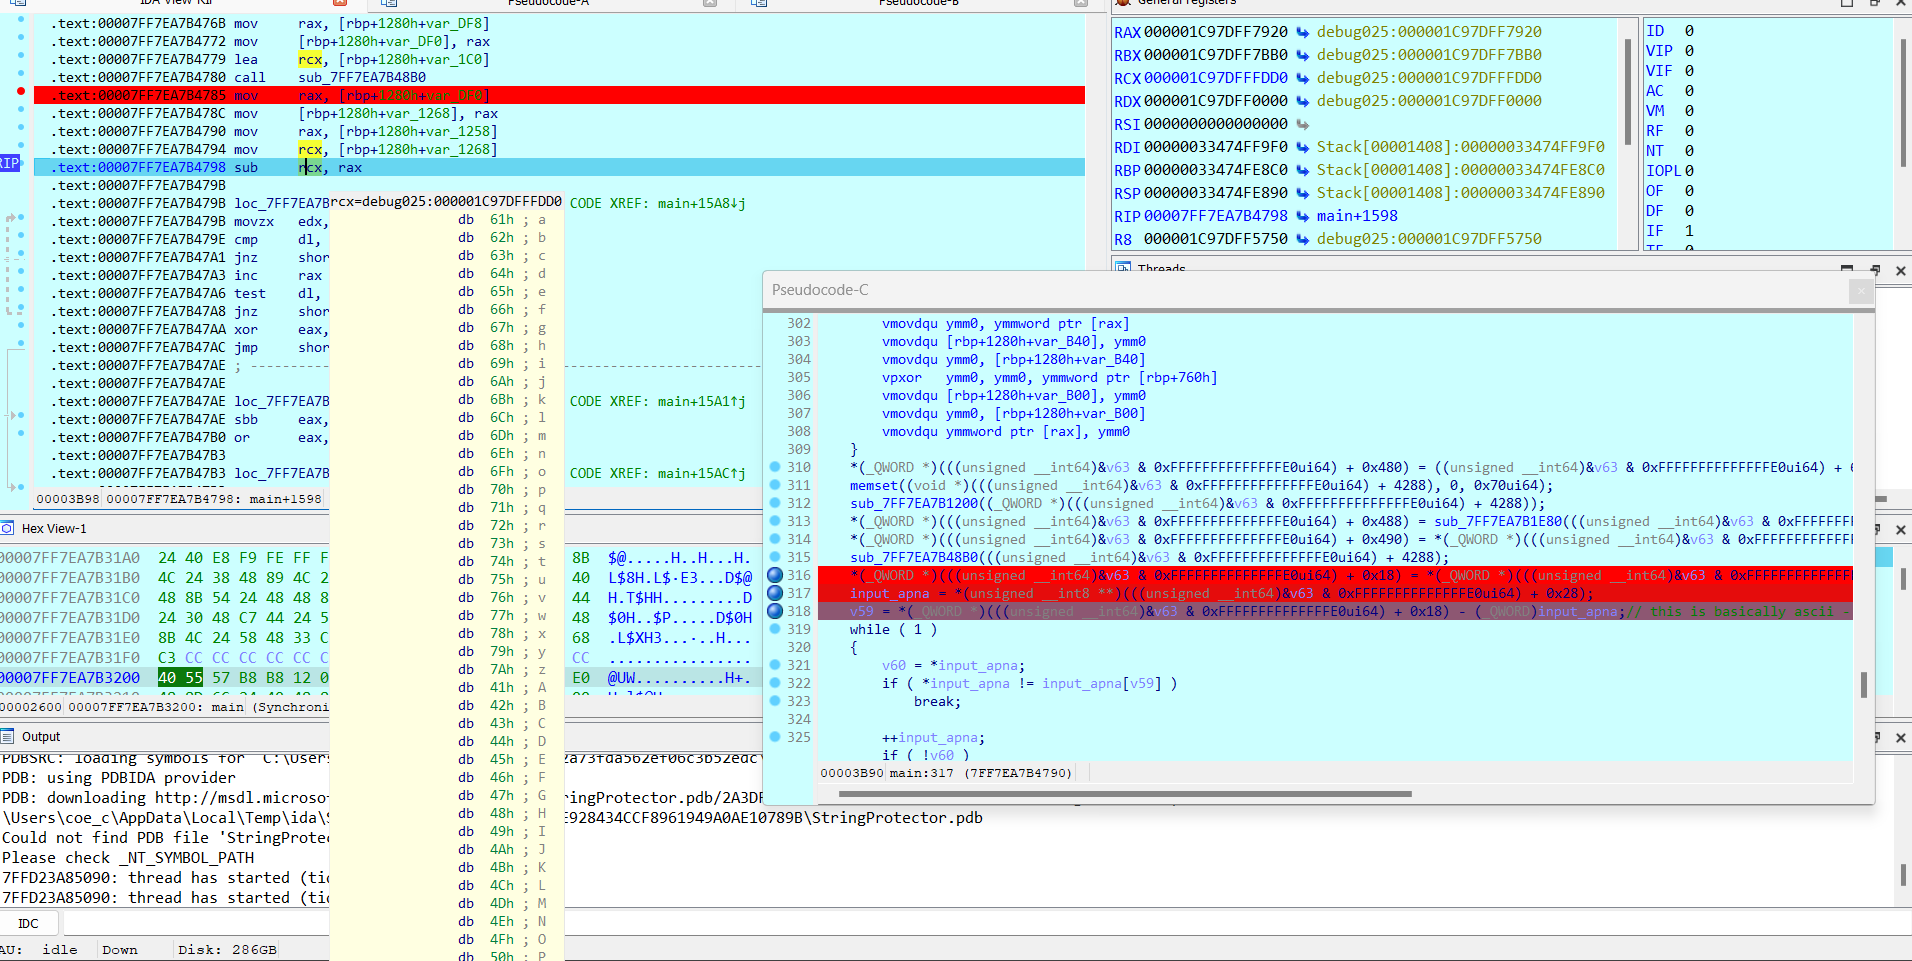 IDA View-RIP
Pseudocode-A
Pseudocode-B
General registers
.text:00007FF7EA7B476B mov     rax, [rbp+1280h+var_DF8]
.text:00007FF7EA7B4772 mov     [rbp+1280h+var_DF0], rax
.text:00007FF7EA7B4779 lea     rcx, [rbp+1280h+var_1C0]
.text:00007FF7EA7B4780 call    sub_7FF7EA7B48B0
.text:00007FF7EA7B4785 mov     rax, [rbp+1280h+var_DF0]
.text:00007FF7EA7B478C mov     [rbp+1280h+var_1268], rax
.text:00007FF7EA7B4790 mov     rax, [rbp+1280h+var_1258]
.text:00007FF7EA7B4794 mov     rcx, [rbp+1280h+var_1268]
RIP .text:00007FF7EA7B4798 sub     rcx, rax
.text:00007FF7EA7B479B
.text:00007FF7EA7B479B loc_7FF7EA7B CODE XREF: main+15A8↓j
.text:00007FF7EA7B479B movzx   edx,
.text:00007FF7EA7B479E cmp     dl,
.text:00007FF7EA7B47A1 jnz     shor
.text:00007FF7EA7B47A3 inc     rax
.text:00007FF7EA7B47A6 test    dl,
.text:00007FF7EA7B47A8 jnz     shor
.text:00007FF7EA7B47AA xor     eax,
.text:00007FF7EA7B47AC jmp     shor
.text:00007FF7EA7B47AE ; ---------
.text:00007FF7EA7B47AE
.text:00007FF7EA7B47AE loc_7FF7EA7B CODE XREF: main+15A1↑j
.text:00007FF7EA7B47AE sbb     eax,
.text:00007FF7EA7B47B0 or      eax,
.text:00007FF7EA7B47B3
.text:00007FF7EA7B47B3 loc_7FF7EA7B CODE XREF: main+15AC↑j
00003B98 00007FF7EA7B4798: main+1598
rcx=debug025:000001C97DFFFDD0
db  61h ; a
db  62h ; b
db  63h ; c
db  64h ; d
db  65h ; e
db  66h ; f
db  67h ; g
db  68h ; h
db  69h ; i
db  6Ah ; j
db  6Bh ; k
db  6Ch ; l
db  6Dh ; m
db  6Eh ; n
db  6Fh ; o
db  70h ; p
db  71h ; q
db  72h ; r
db  73h ; s
db  74h ; t
db  75h ; u
db  76h ; v
db  77h ; w
db  78h ; x
db  79h ; y
db  7Ah ; z
db  41h ; A
db  42h ; B
db  43h ; C
db  44h ; D
db  45h ; E
db  46h ; F
db  47h ; G
db  48h ; H
db  49h ; I
db  4Ah ; J
db  4Bh ; K
db  4Ch ; L
db  4Dh ; M
db  4Eh ; N
db  4Fh ; O
db  50h ; P
RAX 000001C97DFF7920 debug025:000001C97DFF7920
RBX 000001C97DFF7BB0 debug025:000001C97DFF7BB0
RCX 000001C97DFFFDD0 debug025:000001C97DFFFDD0
RDX 000001C97DFF0000 debug025:000001C97DFF0000
RSI 0000000000000000
RDI 00000033474FF9F0 Stack[00001408]:00000033474FF9F0
RBP 00000033474FE8C0 Stack[00001408]:00000033474FE8C0
RSP 00000033474FE890 Stack[00001408]:00000033474FE890
RIP 00007FF7EA7B4798 main+1598
R8 000001C97DFF5750 debug025:000001C97DFF5750
ID 0
VIP 0
VIF 0
AC 0
VM 0
RF 0
NT 0
IOPL 0
OF 0
DF 0
IF 1
Threads
Pseudocode-C
302 vmovdqu ymm0, ymmword ptr [rax]
303 vmovdqu [rbp+1280h+var_B40], ymm0
304 vmovdqu ymm0, [rbp+1280h+var_B40]
305 vpxor   ymm0, ymm0, ymmword ptr [rbp+760h]
306 vmovdqu [rbp+1280h+var_B00], ymm0
307 vmovdqu ymm0, [rbp+1280h+var_B00]
308 vmovdqu ymmword ptr [rax], ymm0
309 }
310 *(_QWORD *)(((unsigned __int64)&v63 & 0xFFFFFFFFFFFFFFE0ui64) + 0x480) = ((unsigned __int64)&v63 & 0xFFFFFFFFFFFFFFE0ui64) +
311 memset((void *)(((unsigned __int64)&v63 & 0xFFFFFFFFFFFFFFE0ui64) + 4288), 0, 0x70ui64);
312 sub_7FF7EA7B1200((_QWORD *)(((unsigned __int64)&v63 & 0xFFFFFFFFFFFFFFE0ui64) + 4288));
313 *(_QWORD *)(((unsigned __int64)&v63 & 0xFFFFFFFFFFFFFFE0ui64) + 0x488) = sub_7FF7EA7B1E80(((unsigned __int64)&v63 & 0xFFFFFFFF
314 *(_QWORD *)(((unsigned __int64)&v63 & 0xFFFFFFFFFFFFFFE0ui64) + 0x490) = *(_QWORD *)(((unsigned __int64)&v63 & 0xFFFFFFFFFFFFF
315 sub_7FF7EA7B48B0(((unsigned __int64)&v63 & 0xFFFFFFFFFFFFFFE0ui64) + 4288);
316 *(_QWORD *)(((unsigned __int64)&v63 & 0xFFFFFFFFFFFFFFE0ui64) + 0x18) = *(_QWORD *)(((unsigned __int64)&v63 & 0xFFFFFFFFFFFFFF
317 input_apna = *(unsigned __int8 **)(((unsigned __int64)&v63 & 0xFFFFFFFFFFFFFFE0ui64) + 0x28);
318 v59 = *(_QWORD *)(((unsigned __int64)&v63 & 0xFFFFFFFFFFFFFFE0ui64) + 0x18) - (_QWORD)input_apna;// this is basically ascii -
319 while ( 1 )
320 {
321 v60 = *input_apna;
322 if ( *input_apna != input_apna[v59] )
323 break;
324
325 ++input_apna;
if ( !v60 )
00003B90 main:317 (7FF7EA7B4790)
Hex View-1
00007FF7EA7B31A0  24 40 E8 F9 FE FF F 8B $@.....H..H...H.
00007FF7EA7B31B0  4C 24 38 48 89 4C 2 40 L$8H.L$·E3...D$@
00007FF7EA7B31C0  48 8B 54 24 48 48 8 44 H.T$HH.........D
00007FF7EA7B31D0  24 30 48 C7 44 24 5 48 $0H..$P.....D$0H
00007FF7EA7B31E0  8B 4C 24 58 48 33 C 68 .L$XH3...-..H...
00007FF7EA7B31F0  C3 CC CC CC CC CC C CC ................
00007FF7EA7B3200  40 55 57 B8 B8 12 0 E0 @UW..........H+.
00002600 00007FF7EA7B3200: main (Synchroni
Output
PDBSRC: loading symbols for 'C:\User
PDB: using PDBIDA provider
PDB: downloading http://msdl.microsof tringProtector.pdb/2A3DF
\Users\coe_c\AppData\Local\Temp\ida\S E928434CCF8961949A0AE10789B\StringProtector.pdb
Could not find PDB file 'StringProtec
Please check _NT_SYMBOL_PATH
7FFD23A85090: thread has started (tid
7FFD23A85090: thread has started (tid
IDC
AU:  idle  Down  Disk: 286GB